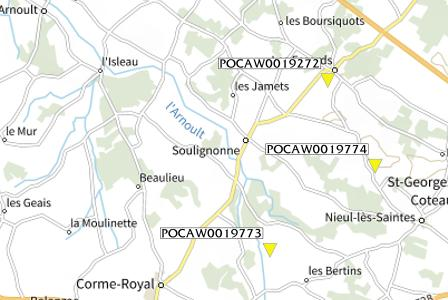 Arnoult
les Boursiquots
l'Isleau
POCAW0019272
ds
les Jamets
l'Arnoult
le Mur
Soulignonne
POCAW0019774
Beaulieu
St-George
Coteau
les Geais
la Moulinette
Nieul-lès-Saintes
POCAW0019773
les Bertins
Corme-Royal